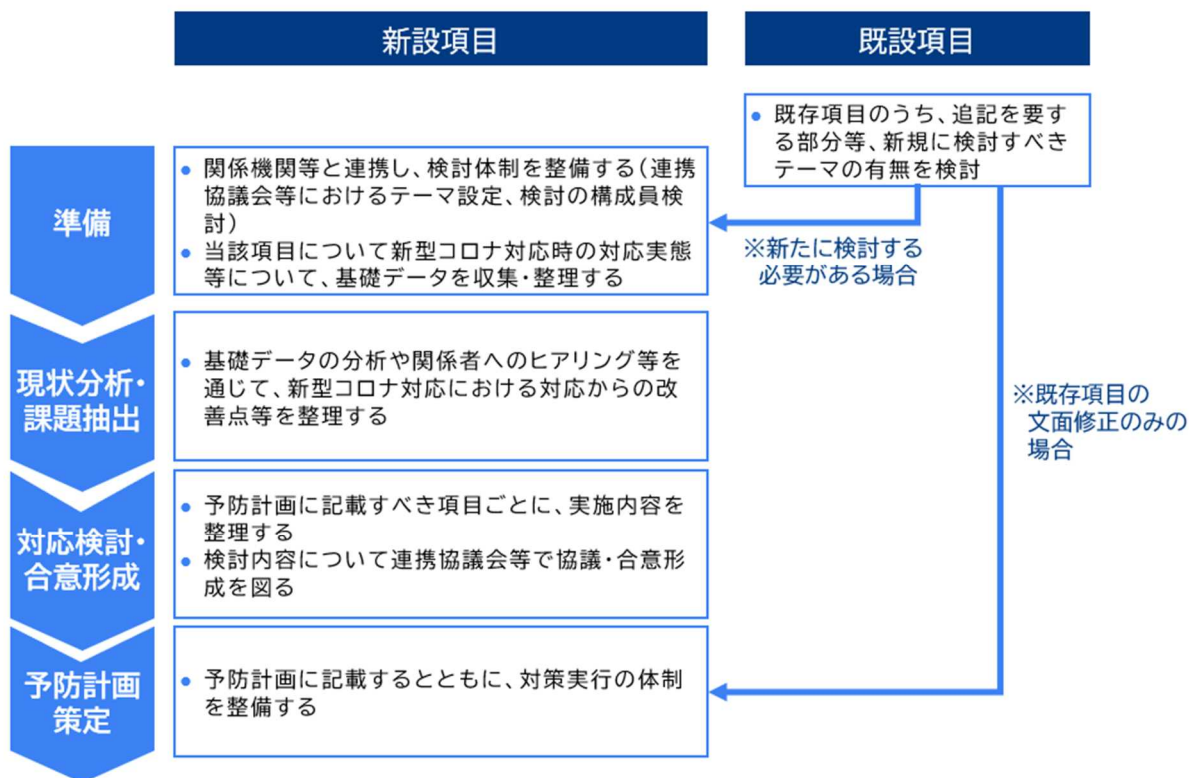 新設項目
既設項目
● 既存項目のうち、追記を要す
る部分等、新規に検討すべき
テーマの有無を検討
準備
● 関係機関等と連携し、検討体制を整備する（連携
協議会等におけるテーマ設定、検討の構成員検
討）
● 当該項目について新型コロナ対応時の対応実態
等について、基礎データを収集・整理する
※新たに検討する
必要がある場合
現状分析・
課題抽出
● 基礎データの分析や関係者へのヒアリング等を
通じて、新型コロナ対応における対応からの改
善点等を整理する
※既存項目の
文面修正のみの
場合
対応検討・
合意形成
● 予防計画に記載すべき項目ごとに、実施内容を
整理する
● 検討内容について連携協議会等で協議・合意形
成を図る
予防計画
策定
● 予防計画に記載するとともに、対策実行の体制
を整備する